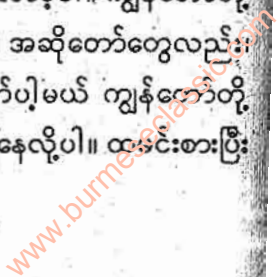 အဆိုတော်တွေလည်း
ပါ့မယ် ကျွန်တော်တို့
နေလို့ပါ။ ထမင်းစားပြီး
www.burmeseclassic.com